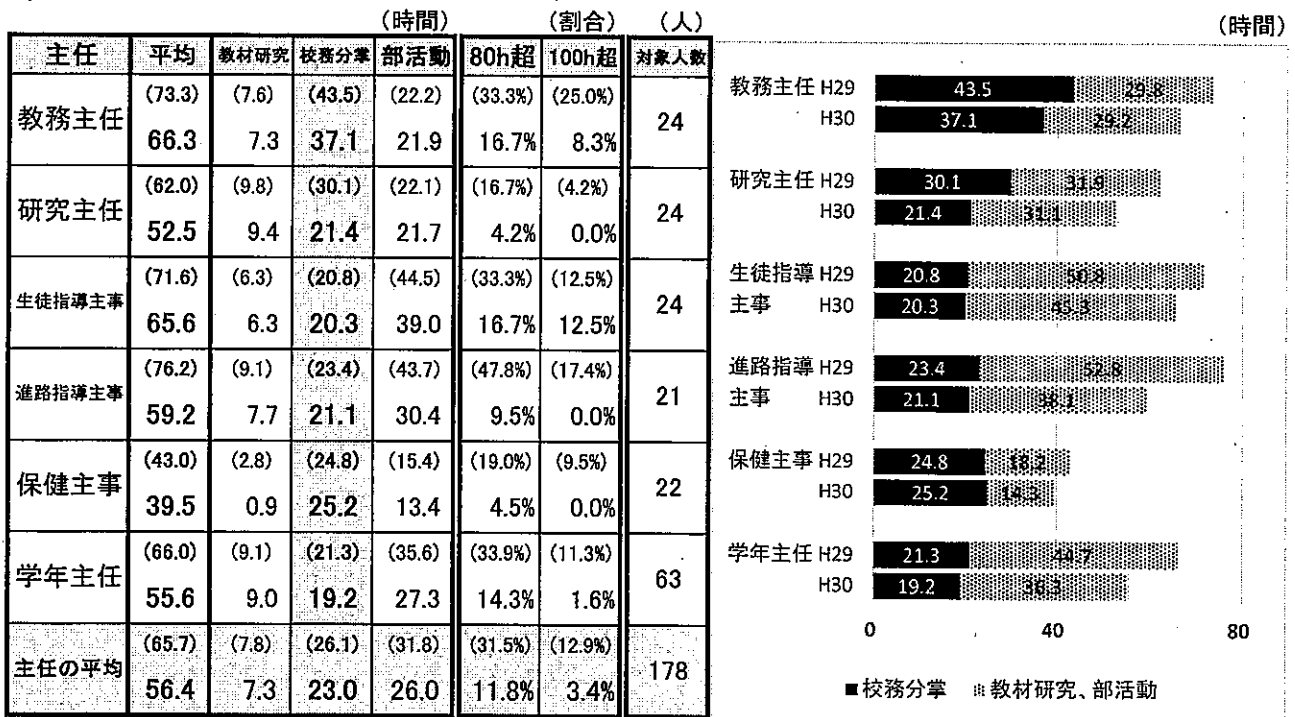 (時間) (割合) (人)
主任 平均 教材研究 校務分掌 部活動 80h超 100h超 対象人数
(73.3) (7.6) (43.5) (22.2) (33.3%) (25.0%)
教務主任 24
66.3 7.3 37.1 21.9 16.7% 8.3%
(62.0) (9.8) (30.1) (22.1) (16.7%) (4.2%)
研究主任 24
52.5 9.4 21.4 21.7 4.2% 0.0%
(71.6) (6.3) (20.8) (44.5) (33.3%) (12.5%)
生徒指導主事 24
65.6 6.3 20.3 39.0 16.7% 12.5%
(76.2) (9.1) (23.4) (43.7) (47.8%) (17.4%)
進路指導主事 21
59.2 7.7 21.1 30.4 9.5% 0.0%
(43.0) (2.8) (24.8) (15.4) (19.0%) (9.5%)
保健主事 22
39.5 0.9 25.2 13.4 4.5% 0.0%
(66.0) (9.1) (21.3) (35.6) (33.9%) (11.3%)
学年主任 63
55.6 9.0 19.2 27.3 14.3% 1.6%
(65.7) (7.8) (26.1) (31.8) (31.5%) (12.9%)
主任の平均 178
56.4 7.3 23.0 26.0 11.8% 3.4%
(時間)
教務主任 H29 43.5 29.8
H30 37.1 29.2
研究主任 H29 30.1 31.9
H30 21.4 31.1
生徒指導 H29 20.8 50.8
主事 H30 20.3 45.3
進路指導 H29 23.4 52.8
主事 H30 21.1 38.1
保健主事 H29 24.8 18.2
H30 25.2 14.3
学年主任 H29 21.3 44.7
H30 19.2 36.3
0 40 80
■校務分掌 ※教材研究、部活動